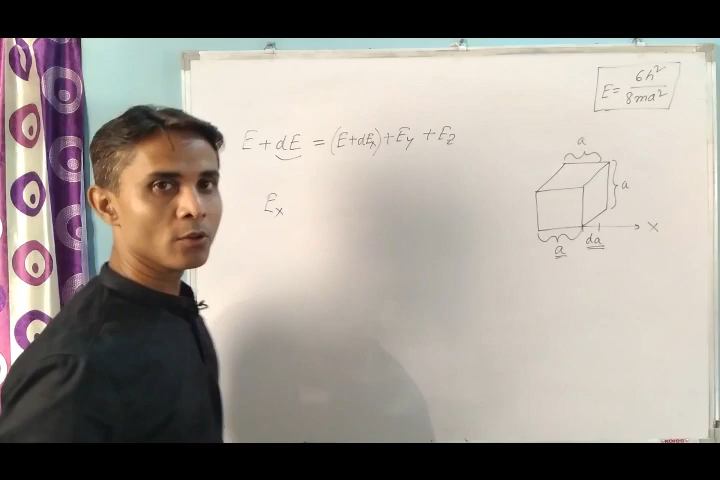 E = 6h²/8ma²
E + dE = (E+dEx) + Ey + Ez
Ex
a
a
a
da
x